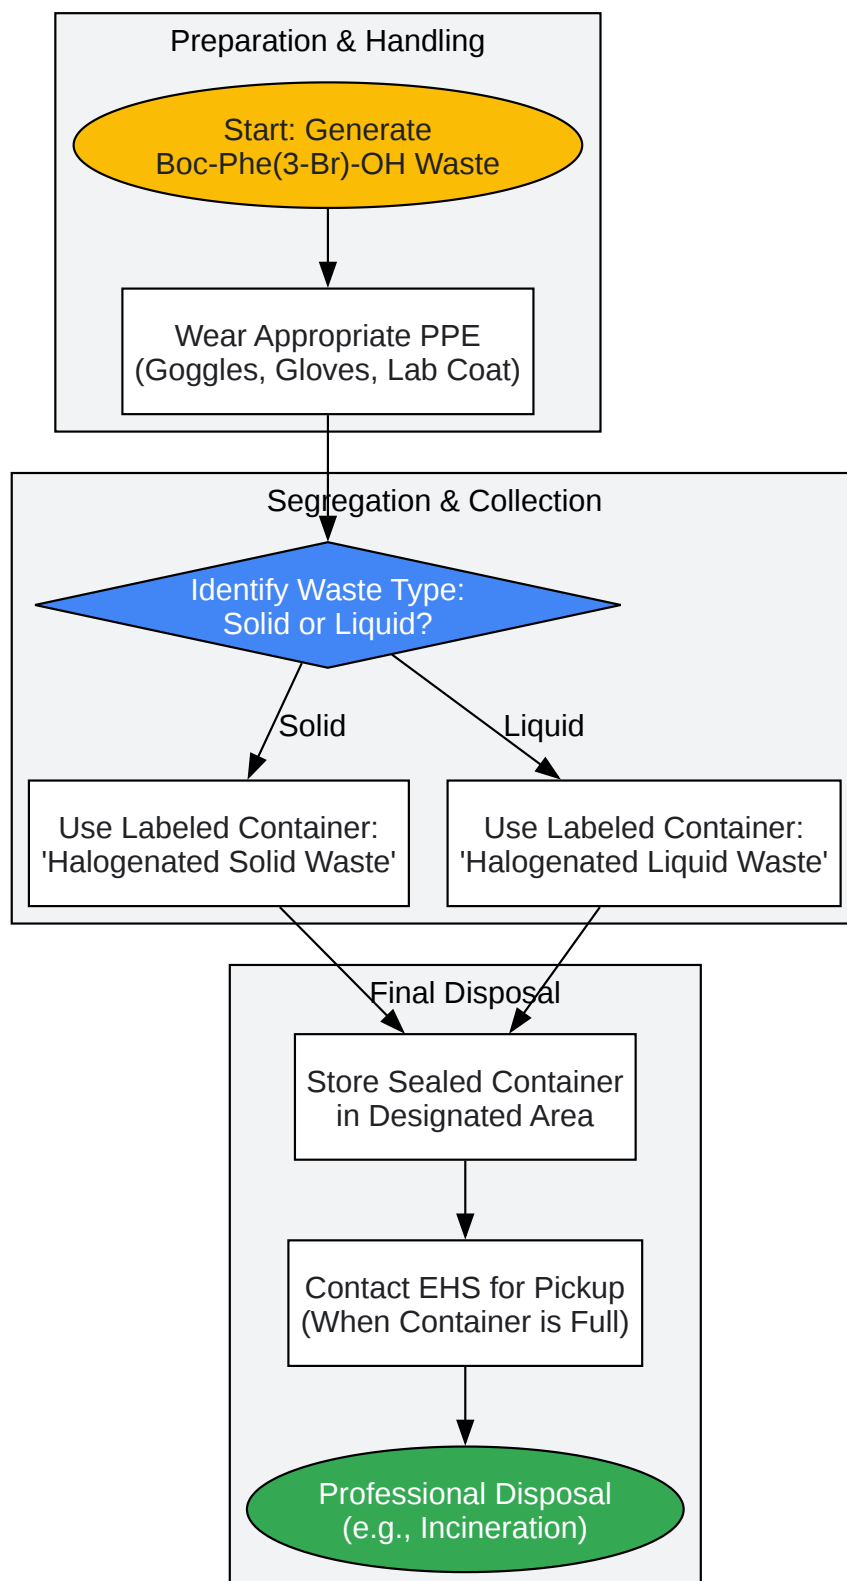 Preparation & Handling
Start: Generate
Boc-Phe(3-Br)-OH Waste
Wear Appropriate PPE
(Goggles, Gloves, Lab Coat)
Segregation & Collection
Identify Waste Type:
Solid or Liquid?
Solid
Liquid
Use Labeled Container:
'Halogenated Solid Waste'
Use Labeled Container:
'Halogenated Liquid Waste'
Final Disposal
Store Sealed Container
in Designated Area
Contact EHS for Pickup
(When Container is Full)
Professional Disposal
(e.g., Incineration)